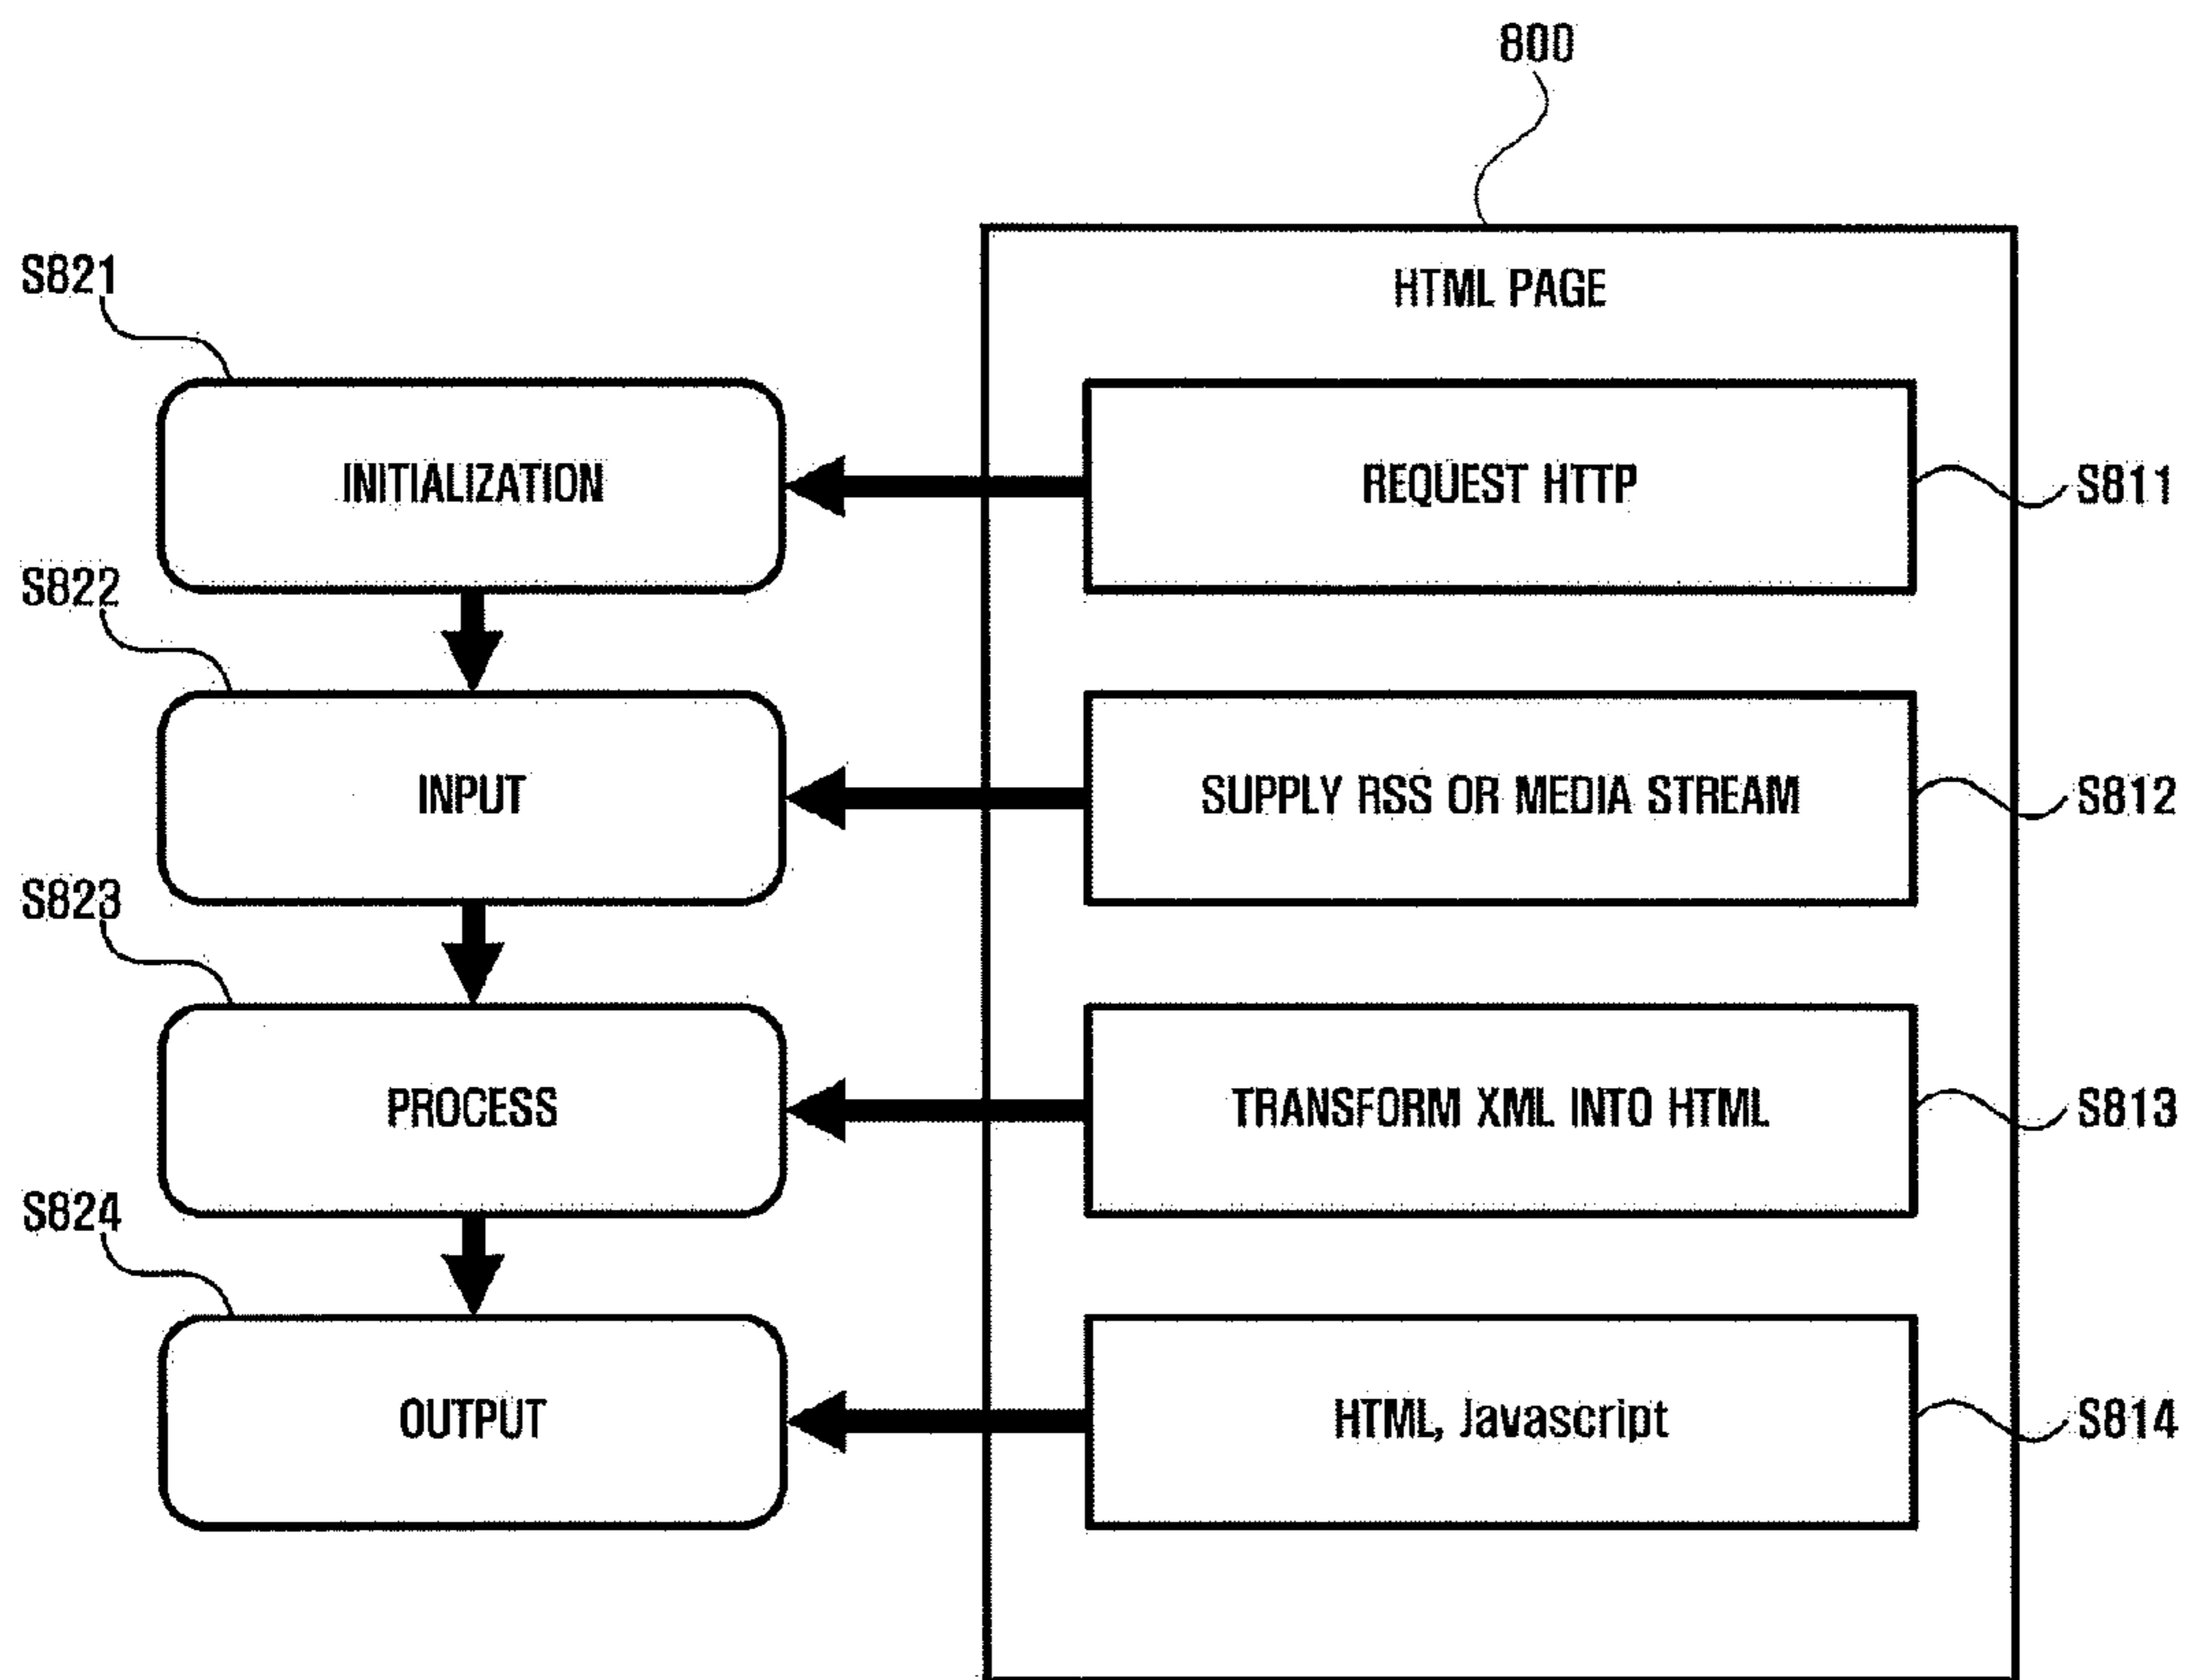 800
HTML PAGE
S821
INITIALIZATION
REQUEST HTTP
S811
S822
INPUT
SUPPLY RSS OR MEDIA STREAM
S812
S823
PROCESS
TRANSFORM XML INTO HTML
S813
S824
OUTPUT
HTML, Javascript
S814